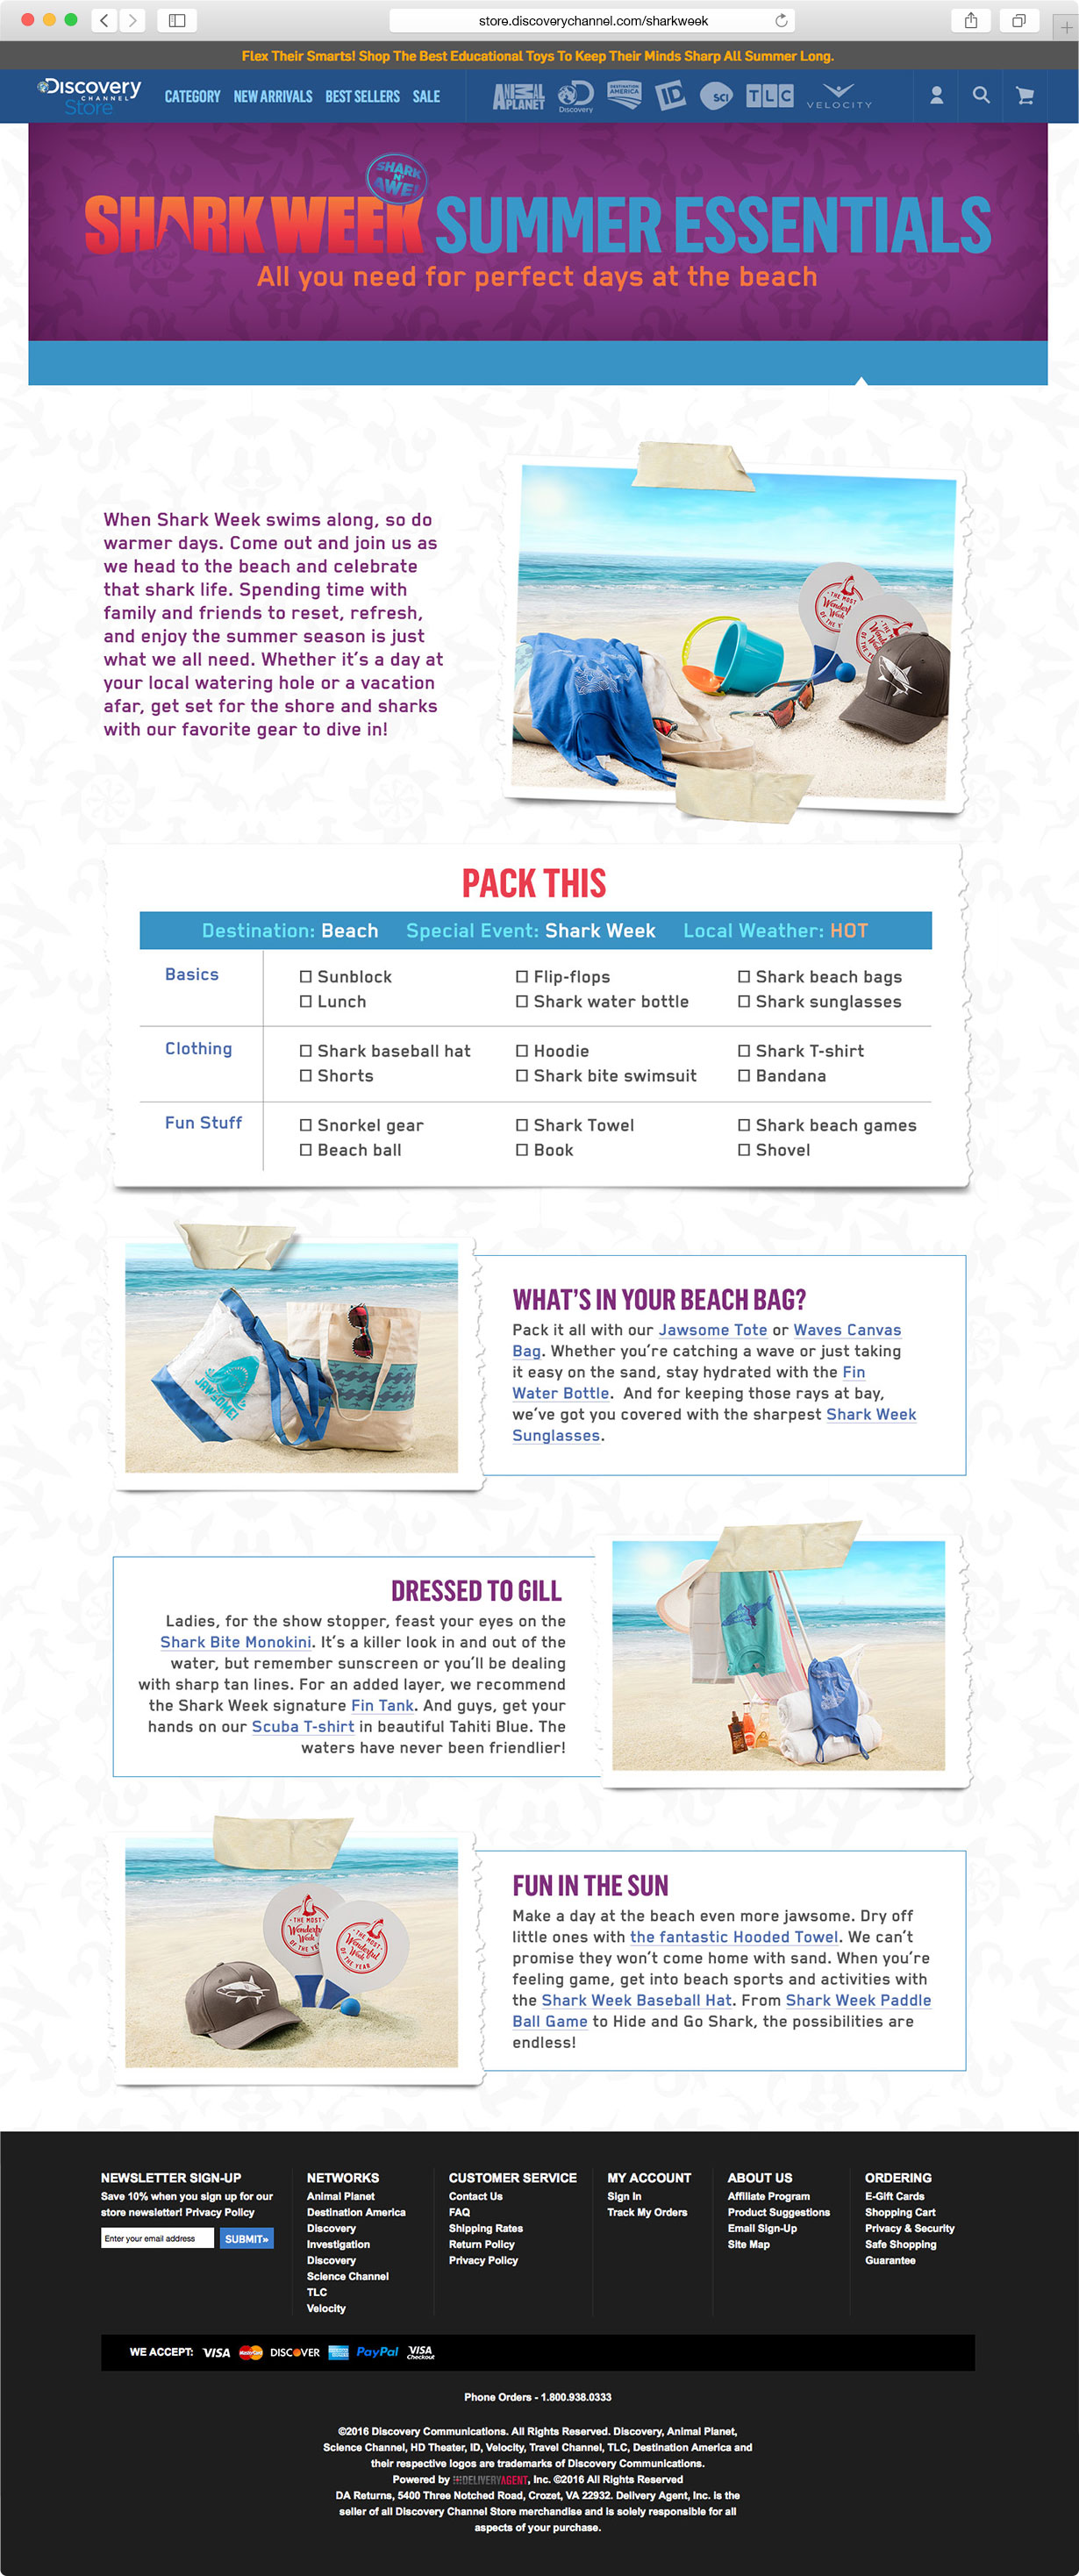 store.discoverychannel.com/sharkweek
Flex Their Smarts! Shop The Best Educational Toys To Keep Their Minds Sharp All Summer Long.
Discovery
CHANNEL
Store
CATEGORY NEW ARRIVALS BEST SELLERS SALE
ANIMAL PLANET
Discovery
DESTINATION AMERICA
ID
SCI
TLC
VELOCITY
SHARK N' AWE!
SHARK WEEK SUMMER ESSENTIALS
All you need for perfect days at the beach
When Shark Week swims along, so do
warmer days. Come out and join us as
we head to the beach and celebrate
that shark life. Spending time with
family and friends to reset, refresh,
and enjoy the summer season is just
what we all need. Whether it's a day at
your local watering hole or a vacation
afar, get set for the shore and sharks
with our favorite gear to dive in!
THE MOST
Wonderful
Week
OF THE Y
PACK THIS
Destination: Beach Special Event: Shark Week Local Weather: HOT
Basics
Sunblock Flip-flops Shark beach bags
Lunch Shark water bottle Shark sunglasses
Clothing
Shark baseball hat Hoodie Shark T-shirt
Shorts Shark bite swimsuit Bandana
Fun Stuff
Snorkel gear Shark Towel Shark beach games
Beach ball Book Shovel
JAWSOME!
WHAT'S IN YOUR BEACH BAG?
Pack it all with our Jawsome Tote or Waves Canvas
Bag. Whether you're catching a wave or just taking
it easy on the sand, stay hydrated with the Fin
Water Bottle. And for keeping those rays at bay,
we've got you covered with the sharpest Shark Week
Sunglasses.
DRESSED TO GILL
Ladies, for the show stopper, feast your eyes on the
Shark Bite Monokini. It's a killer look in and out of the
water, but remember sunscreen or you'll be dealing
with sharp tan lines. For an added layer, we recommend
the Shark Week signature Fin Tank. And guys, get your
hands on our Scuba T-shirt in beautiful Tahiti Blue. The
waters have never been friendlier!
THE MOST
Wonderful
Week
OF THE YEAR
THE MOST
Wonderful
Week
OF THE YEAR
FUN IN THE SUN
Make a day at the beach even more jawsome. Dry off
little ones with the fantastic Hooded Towel. We can't
promise they won't come home with sand. When you're
feeling game, get into beach sports and activities with
the Shark Week Baseball Hat. From Shark Week Paddle
Ball Game to Hide and Go Shark, the possibilities are
endless!
NEWSLETTER SIGN-UP
Save 10% when you sign up for our
store newsletter! Privacy Policy
Enter your email address SUBMIT»
NETWORKS
Animal Planet
Destination America
Discovery
Investigation
Discovery
Science Channel
TLC
Velocity
CUSTOMER SERVICE
Contact Us
FAQ
Shipping Rates
Return Policy
Privacy Policy
MY ACCOUNT
Sign In
Track My Orders
ABOUT US
Affiliate Program
Product Suggestions
Email Sign-Up
Site Map
ORDERING
E-Gift Cards
Shopping Cart
Privacy & Security
Safe Shopping
Guarantee
WE ACCEPT: VISA MasterCard DISCOVER AMERICAN EXPRESS PayPal VISA Checkout
Phone Orders - 1.800.938.0333
©2016 Discovery Communications. All Rights Reserved. Discovery, Animal Planet,
Science Channel, HD Theater, ID, Velocity, Travel Channel, TLC, Destination America and
their respective logos are trademarks of Discovery Communications.
Powered by DELIVERYAGENT, Inc. ©2016 All Rights Reserved
DA Returns, 5400 Three Notched Road, Crozet, VA 22932. Delivery Agent, Inc. is the
seller of all Discovery Channel Store merchandise and is solely responsible for all
aspects of your purchase.